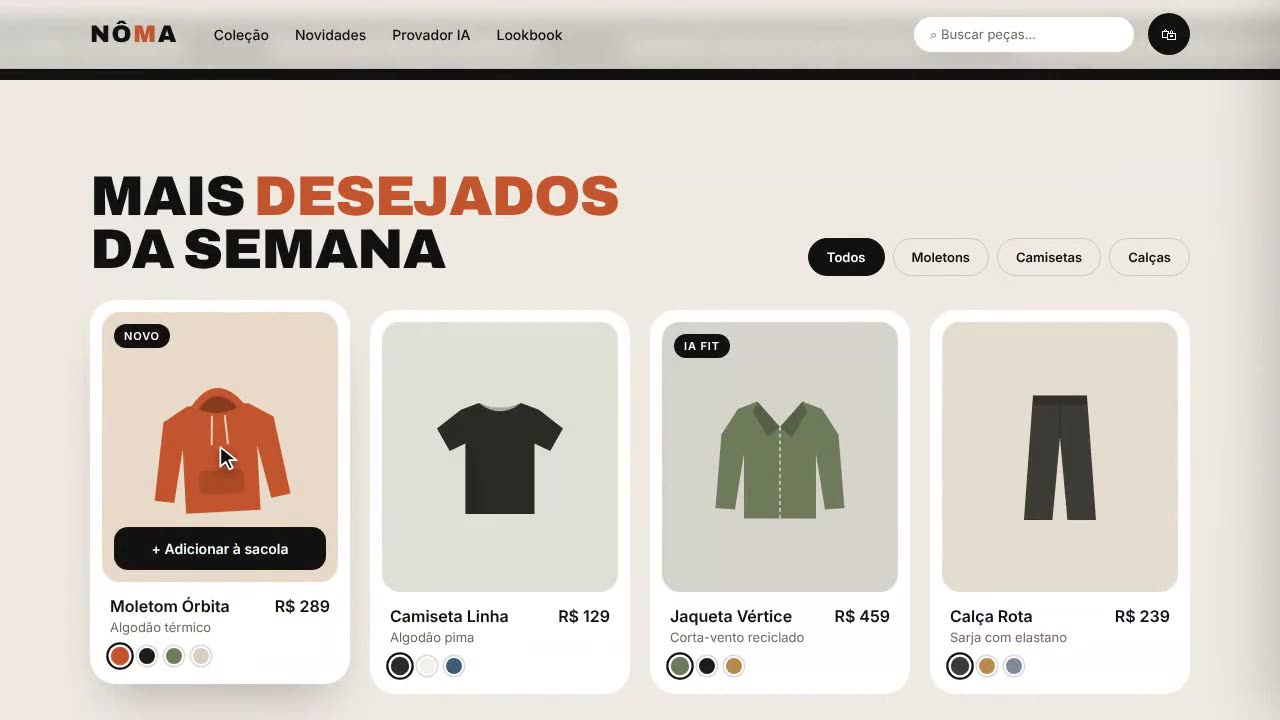 NÔMA
Coleção
Novidades
Provador IA
Lookbook
Buscar peças...
MAIS DESEJADOS
DA SEMANA
Todos
Moletons
Camisetas
Calças
NOVO
+ Adicionar à sacola
Moletom Órbita
R$ 289
Algodão térmico
Camiseta Linha
R$ 129
Algodão pima
IA FIT
Jaqueta Vértice
R$ 459
Corta-vento reciclado
Calça Rota
R$ 239
Sarja com elastano